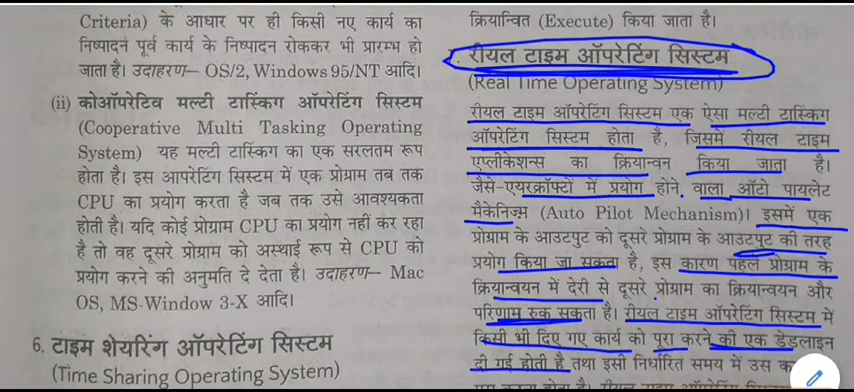 Criteria) के आधार पर ही किसी नए कार्य का
निष्पादन पूर्व कार्य के निष्पादन रोककर भी प्रारम्भ हो
जाता है। उदाहरण– OS/2, Windows 95/NT आदि।
(ii) कोऑपरेटिव मल्टी टास्किंग ऑपरेटिंग सिस्टम
(Cooperative Multi Tasking Operating
System) यह मल्टी टास्किंग का एक सरलतम रूप
होता है। इस आपरेटिंग सिस्टम में एक प्रोग्राम तब तक
CPU का प्रयोग करता है जब तक उसे आवश्यकता
होती है। यदि कोई प्रोग्राम CPU का प्रयोग नहीं कर रहा
है तो वह दूसरे प्रोग्राम को अस्थाई रूप से CPU को
प्रयोग करने की अनुमति दे देता है। उदाहरण– Mac
OS, MS-Window 3-X आदि।
6. टाइम शेयरिंग ऑपरेटिंग सिस्टम
(Time Sharing Operating System)
क्रियान्वित (Execute) किया जाता है।
रीयल टाइम ऑपरेटिंग सिस्टम
(Real Time Operating System)
रीयल टाइम ऑपरेटिंग सिस्टम एक ऐसा मल्टी टास्किंग
ऑपरेटिंग सिस्टम होता है, जिसमें रीयल टाइम
एप्लीकेशन्स का क्रियान्वन किया जाता है।
जैसे-एयरक्रॉफ्टों में प्रयोग होने वाला ऑटो पायलेट
मैकेनिज्म (Auto Pilot Mechanism)। इसमें एक
प्रोग्राम के आउटपुट को दूसरे प्रोग्राम के आउटपुट की तरह
प्रयोग किया जा सकता है, इस कारण पहले प्रोग्राम के
क्रियान्वयन में देरी से दूसरे प्रोग्राम का क्रियान्वयन और
परिणाम रुक सकता है। रीयल टाइम ऑपरेटिंग सिस्टम में
किसी भी दिए गए कार्य को पूरा करने की एक डेडलाइन
दी गई होती है तथा इसी निर्धारित समय में उस